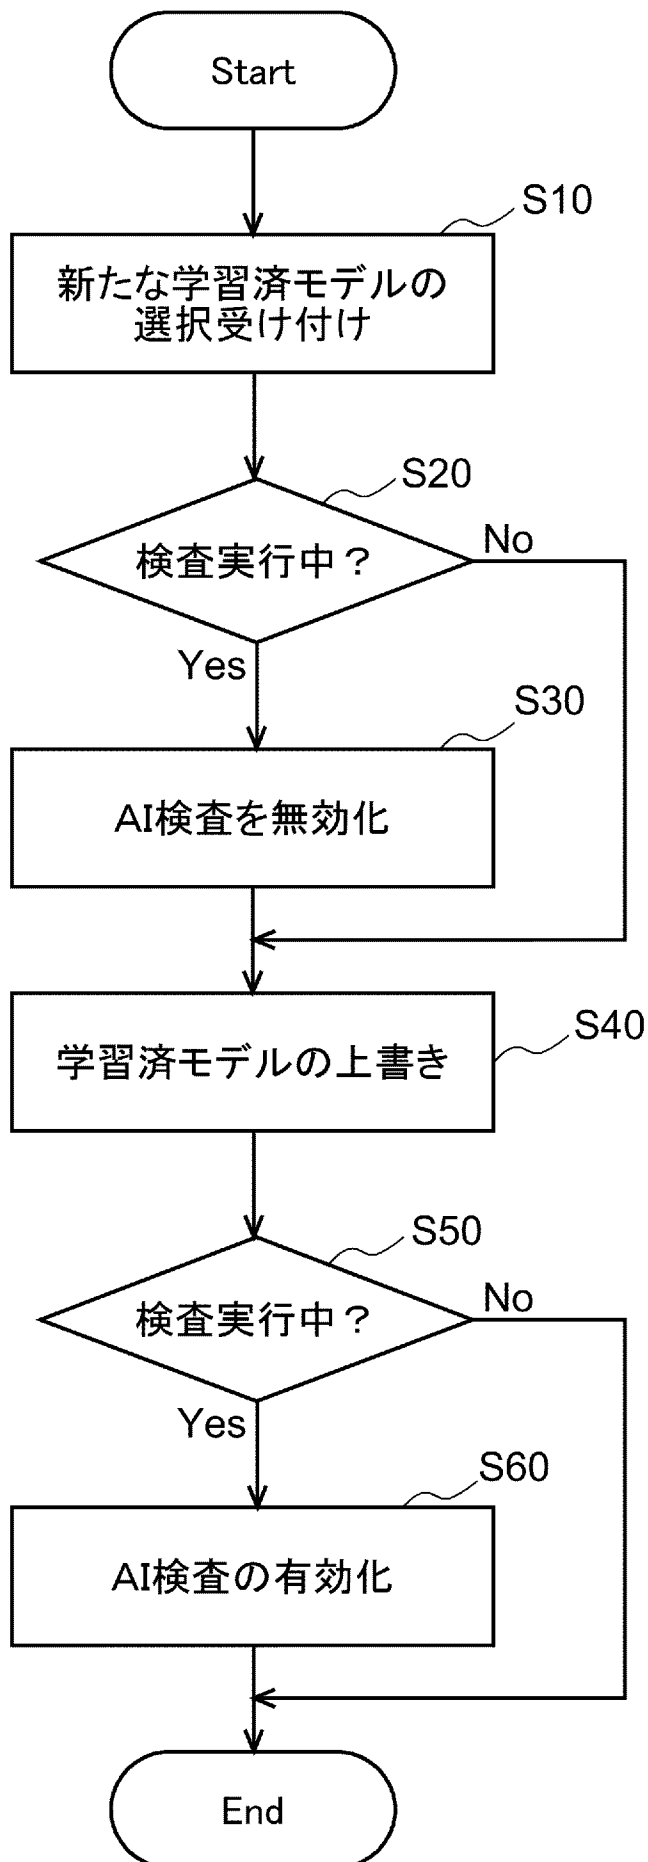 Start
S10
新たな学習済モデルの
選択受け付け
S20
検査実行中？
No
Yes
S30
AI検査を無効化
S40
学習済モデルの上書き
S50
検査実行中？
No
Yes
S60
AI検査の有効化
End